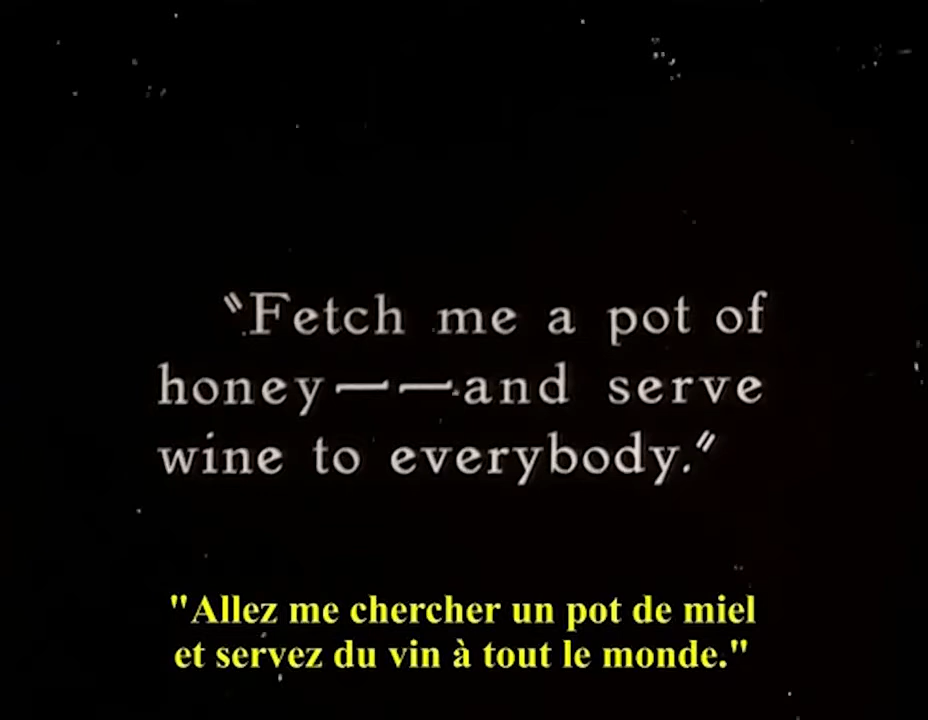 "Fetch me a pot of
honey——and serve
wine to everybody."
"Allez me chercher un pot de miel
et servez du vin à tout le monde."